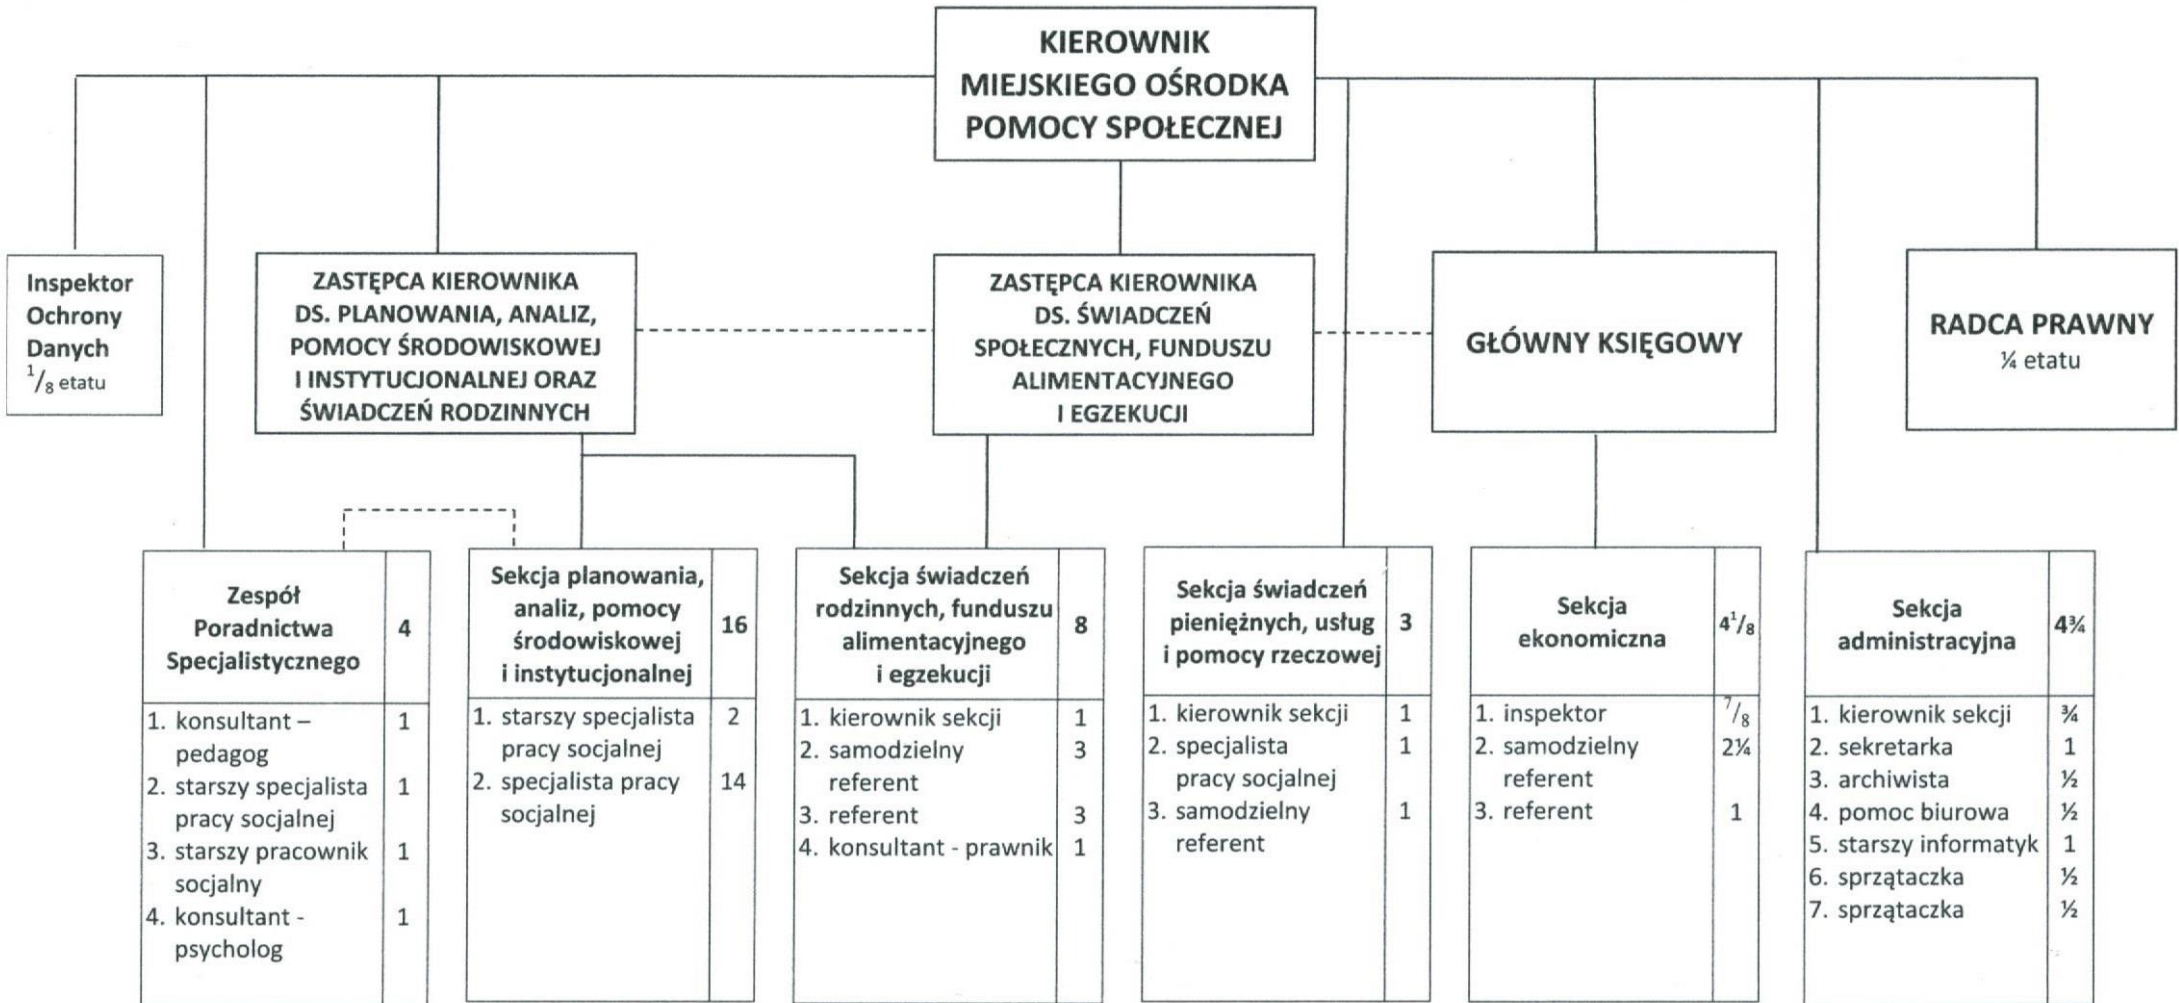 KIEROWNIK
MIEJSKIEGO OŚRODKA
POMOCY SPOŁECZNEJ
Inspektor
Ochrony
Danych
1/8 etatu
ZASTĘPCA KIEROWNIKA
DS. PLANOWANIA, ANALIZ,
POMOCY ŚRODOWISKOWEJ
I INSTYTUCJONALNEJ ORAZ
ŚWIADCZEŃ RODZINNYCH
ZASTĘPCA KIEROWNIKA
DS. ŚWIADCZEŃ
SPOŁECZNYCH, FUNDUSZU
ALIMENTACYJNEGO
I EGZEKUCJI
GŁÓWNY KSIĘGOWY
RADCA PRAWNY
¼ etatu
Zespół
Poradnictwa 4
Specjalistycznego
1. konsultant – 1
pedagog
2. starszy specjalista 1
pracy socjalnej
3. starszy pracownik 1
socjalny
4. konsultant - 1
psycholog
Sekcja planowania,
analiz, pomocy
środowiskowej 16
i instytucjonalnej
1. starszy specjalista 2
pracy socjalnej
2. specjalista pracy 14
socjalnej
Sekcja świadczeń
rodzinnych, funduszu
alimentacyjnego 8
i egzekucji
1. kierownik sekcji 1
2. samodzielny 3
referent
3. referent 3
4. konsultant - prawnik 1
Sekcja świadczeń
pieniężnych, usług 3
i pomocy rzeczowej
1. kierownik sekcji 1
2. specjalista 1
pracy socjalnej
3. samodzielny 1
referent
Sekcja
ekonomiczna 4 1/8
1. inspektor 7/8
2. samodzielny 2¼
referent
3. referent 1
Sekcja
administracyjna 4¾
1. kierownik sekcji ¾
2. sekretarka 1
3. archiwista ½
4. pomoc biurowa ½
5. starszy informatyk 1
6. sprzątaczka ½
7. sprzątaczka ½